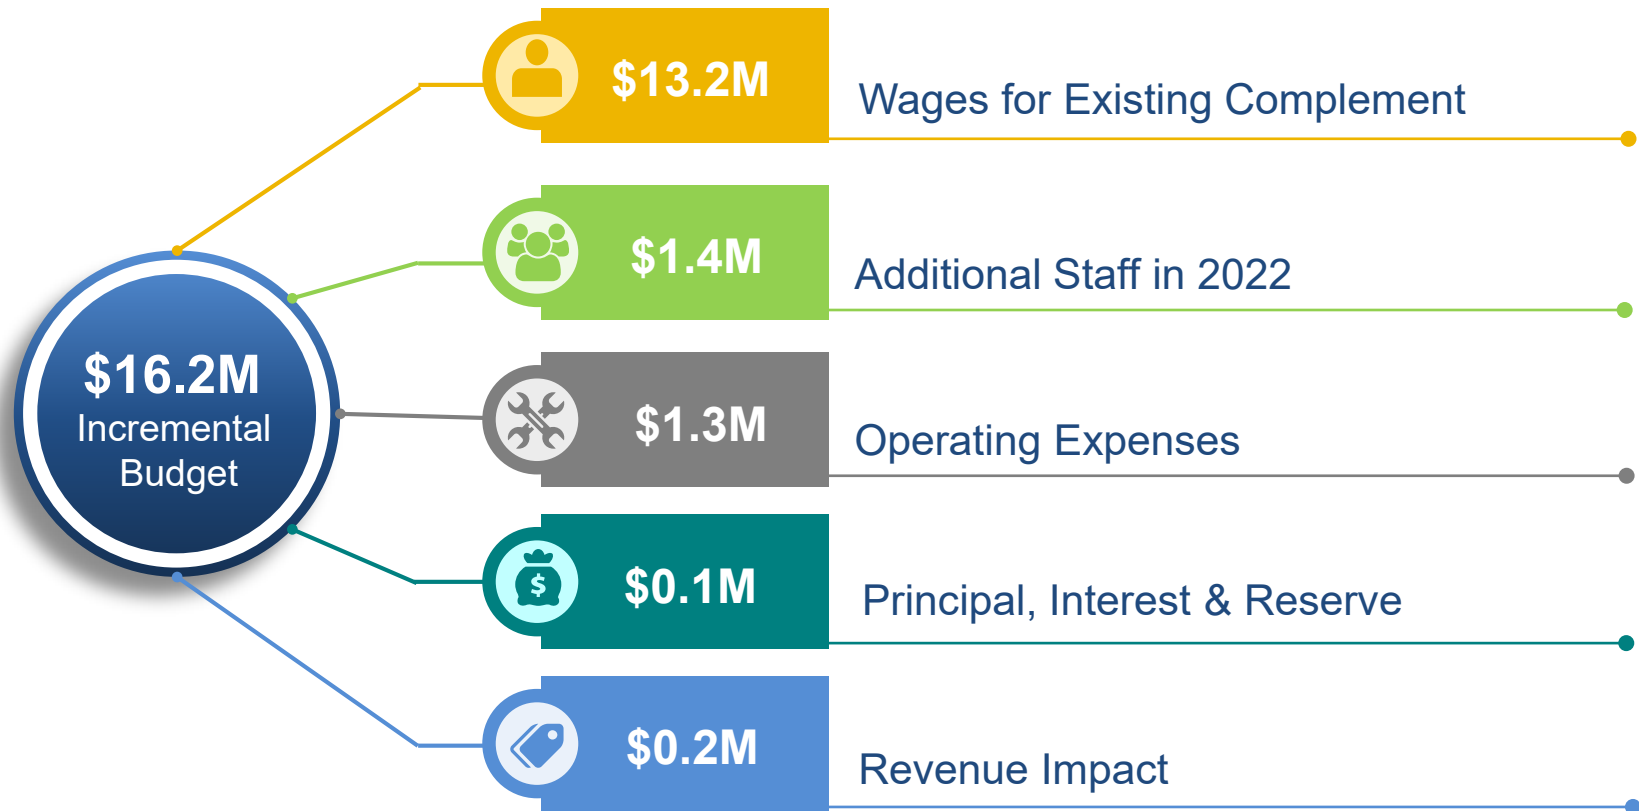 $13.2M
Wages for Existing Complement
$1.4M
Additional Staff in 2022
$16.2M
Incremental
Budget
$1.3M
Operating Expenses
$
$0.1M
Principal, Interest & Reserve
$0.2M
Revenue Impact